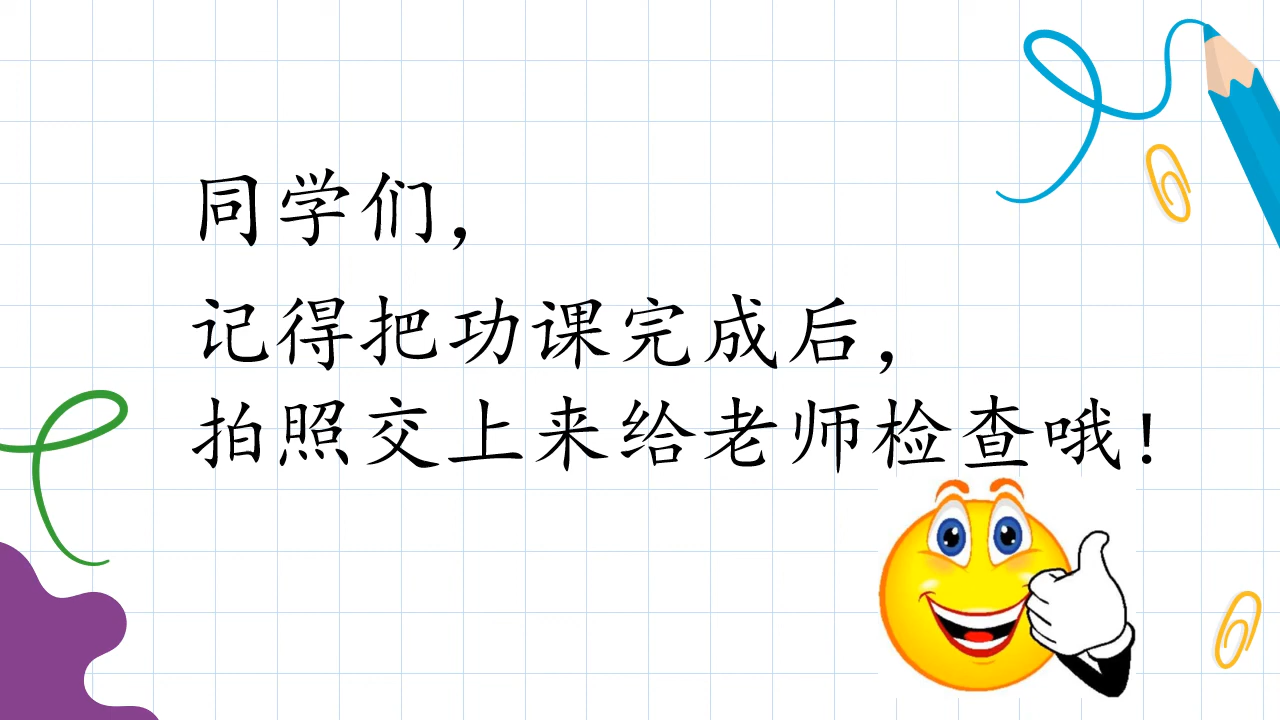 同学们，
记得把功课完成后，
拍照交上来给老师检查哦！